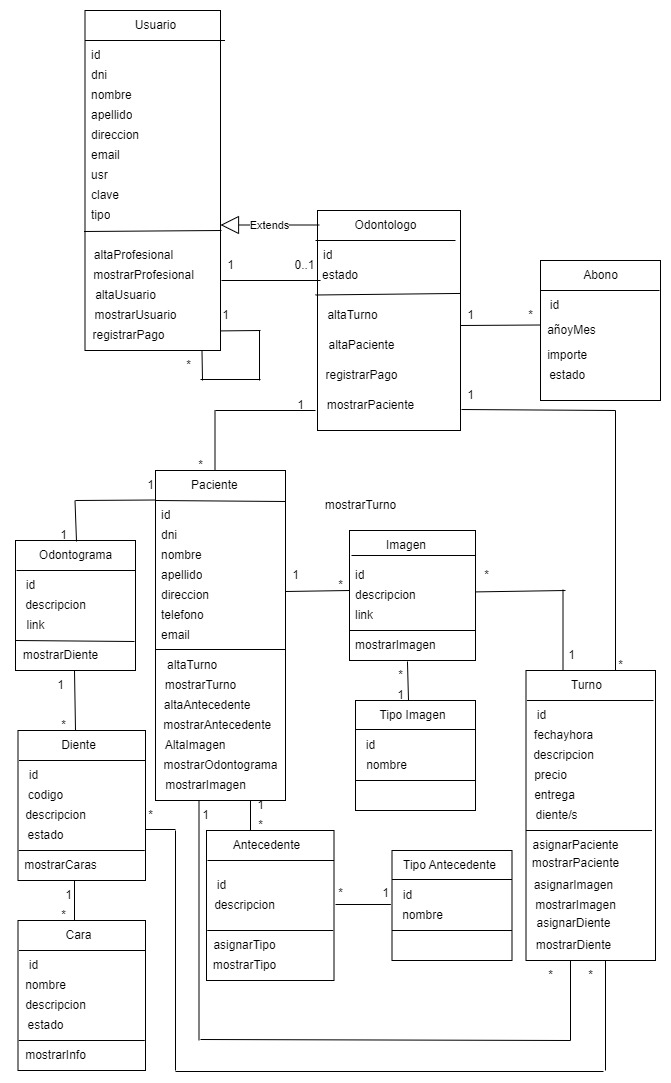 Usuario
id
dni
nombre
apellido
direccion
email
usr
clave
tipo
altaProfesional
mostrarProfesional
altaUsuario
mostrarUsuario
registrarPago
Extends
1
0..1
1
*
Odontologo
id
estado
altaTurno
altaPaciente
registrarPago
mostrarPaciente
1
*
Abono
id
añoyMes
importe
estado
1
1
*
*
Paciente
id
dni
nombre
apellido
direccion
telefono
email
altaTurno
mostrarTurno
altaAntecedente
mostrarAntecedente
AltaImagen
mostrarOdontograma
mostrarImagen
mostrarTurno
1
1
Odontograma
id
descripcion
link
mostrarDiente
1
*
Imagen
id
descripcion
link
mostrarImagen
*
1
*
1
Tipo Imagen
id
nombre
Turno
id
fechayhora
descripcion
precio
entrega
diente/s
asignarPaciente
mostrarPaciente
asignarImagen
mostrarImagen
asignarDiente
mostrarDiente
*
*
1
*
Diente
id
codigo
descripcion
estado
mostrarCaras
*
1
*
1
1
*
Antecedente
id
descripcion
asignarTipo
mostrarTipo
*
1
Tipo Antecedente
id
nombre
Cara
id
nombre
descripcion
estado
mostrarInfo